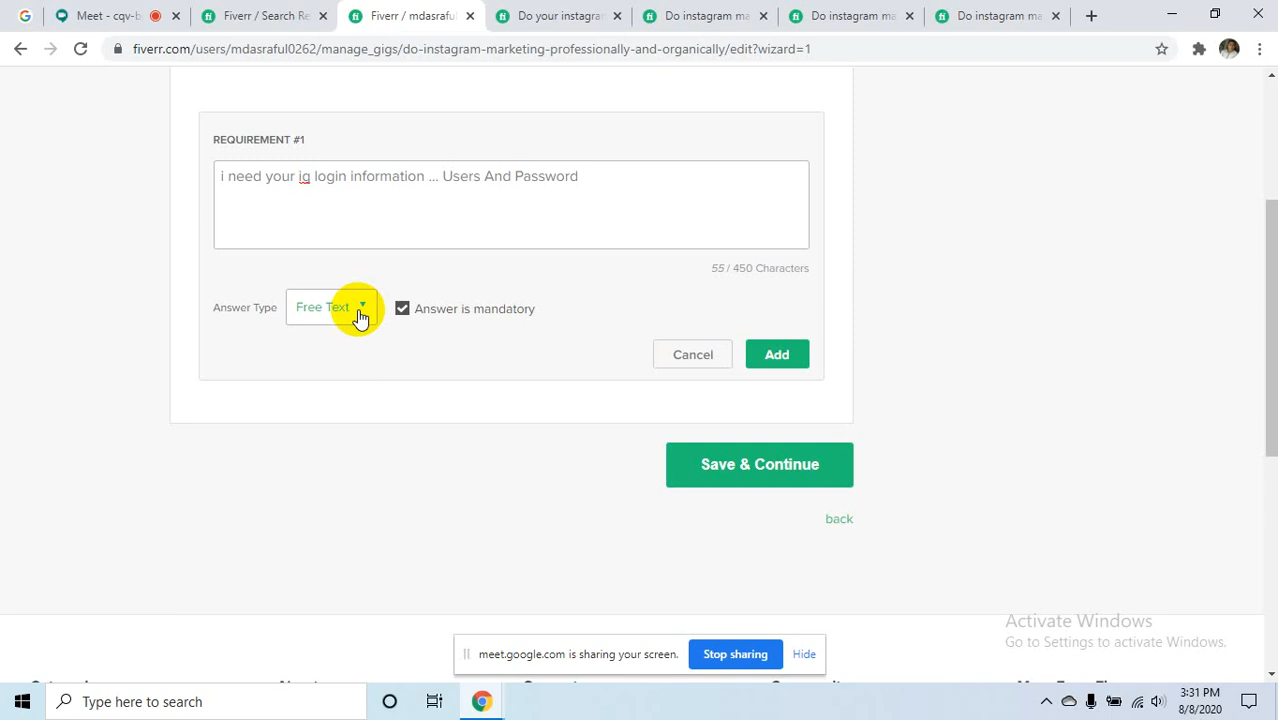 Meet - cqv-b
Fiverr / Search Re
Fiverr / mdasraful
Do your instagram
Do instagram ma
Do instagram ma
Do instagram ma
fiverr.com/users/mdasraful0262/manage_gigs/do-instagram-marketing-professionally-and-organically/edit?wizard=1
REQUIREMENT #1
i need your ig login information ... Users And Password
55 / 450 Characters
Answer Type
Free Text
Answer is mandatory
Cancel
Add
Save & Continue
back
Activate Windows
Go to Settings to activate Windows.
meet.google.com is sharing your screen.
Stop sharing
Hide
Type here to search
3:31 PM
8/8/2020